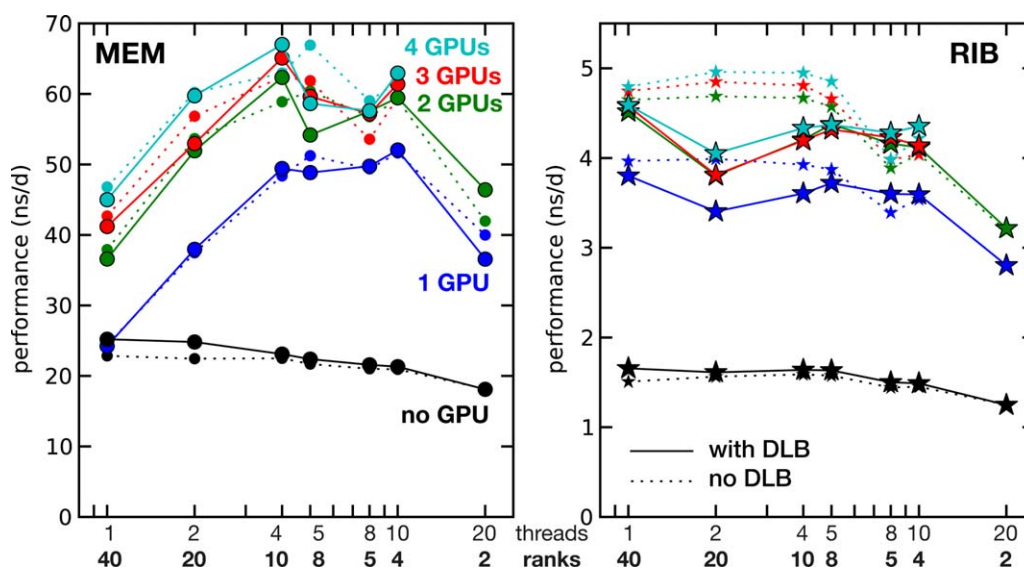 MEM
4 GPUs
3 GPUs
2 GPUs
1 GPU
no GPU
performance (ns/d)
70
60
50
40
30
20
10
0
1 2 4 5 8 10 20
40 20 10 8 5 4 2
threads
ranks
RIB
performance (ns/d)
5
4
3
2
1
0
with DLB
no DLB
1 2 4 5 8 10 20
40 20 10 8 5 4 2